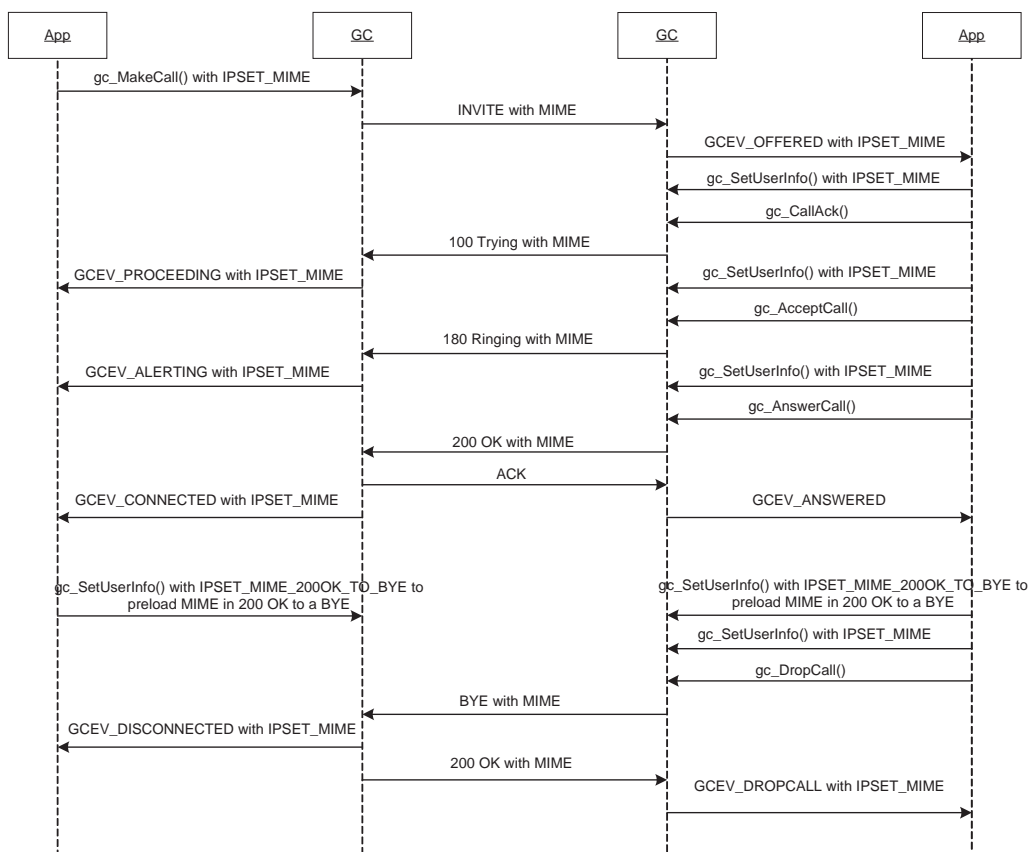 App
GC
GC
App
gc_MakeCall() with IPSET_MIME
INVITE with MIME
GCEV_OFFERED with IPSET_MIME
gc_SetUserInfo() with IPSET_MIME
gc_CallAck()
100 Trying with MIME
GCEV_PROCEEDING with IPSET_MIME
gc_SetUserInfo() with IPSET_MIME
gc_AcceptCall()
180 Ringing with MIME
GCEV_ALERTING with IPSET_MIME
gc_SetUserInfo() with IPSET_MIME
gc_AnswerCall()
200 OK with MIME
ACK
GCEV_CONNECTED with IPSET_MIME
GCEV_ANSWERED
gc_SetUserInfo() with IPSET_MIME_200OK_TO_BYE to
preload MIME in 200 OK to a BYE
gc_SetUserInfo() with IPSET_MIME_200OK_TO_BYE to
preload MIME in 200 OK to a BYE
gc_SetUserInfo() with IPSET_MIME
gc_DropCall()
BYE with MIME
GCEV_DISCONNECTED with IPSET_MIME
200 OK with MIME
GCEV_DROPCALL with IPSET_MIME